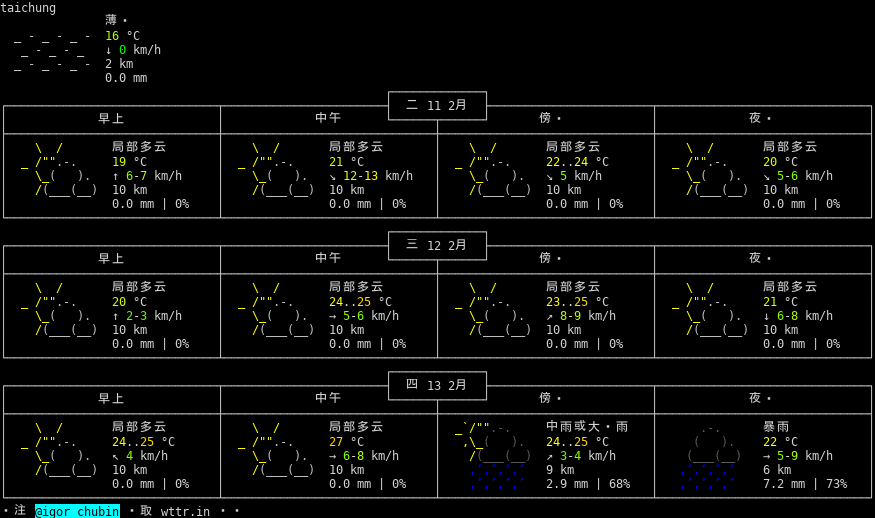 taichung
薄・
16 °C
↓ 0 km/h
2 km
0.0 mm
二 11 2月
早上 中午 傍・ 夜・
局部多云 局部多云 局部多云 局部多云
19 °C 21 °C 22..24 °C 20 °C
↑ 6-7 km/h ↘ 12-13 km/h ↘ 5 km/h ↘ 5-6 km/h
10 km 10 km 10 km 10 km
0.0 mm | 0% 0.0 mm | 0% 0.0 mm | 0% 0.0 mm | 0%
三 12 2月
早上 中午 傍・ 夜・
局部多云 局部多云 局部多云 局部多云
20 °C 24..25 °C 23..25 °C 21 °C
↑ 2-3 km/h → 5-6 km/h ↗ 8-9 km/h ↓ 6-8 km/h
10 km 10 km 10 km 10 km
0.0 mm | 0% 0.0 mm | 0% 0.0 mm | 0% 0.0 mm | 0%
四 13 2月
早上 中午 傍・ 夜・
局部多云 局部多云 中雨或大・雨 暴雨
24..25 °C 27 °C 24..25 °C 22 °C
↖ 4 km/h → 6-8 km/h ↗ 3-4 km/h → 5-9 km/h
10 km 10 km 9 km 6 km
0.0 mm | 0% 0.0 mm | 0% 2.9 mm | 68% 7.2 mm | 73%
・注 @igor_chubin ・取 wttr.in ・・